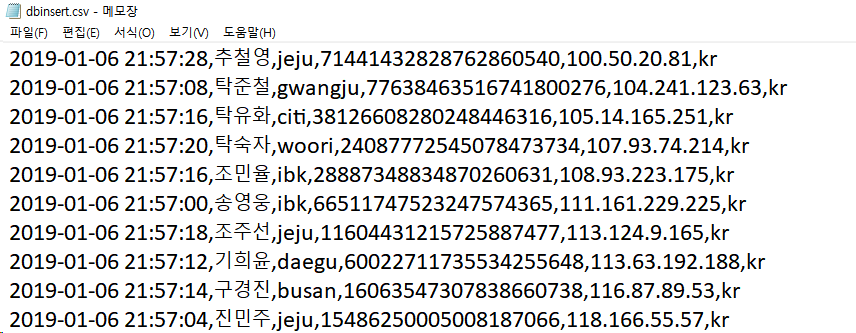 dbinsert.csv - 메모장
파일(F) 편집(E) 서식(O) 보기(V) 도움말(H)
2019-01-06 21:57:28,추철영,jeju,71441432828762860540,100.50.20.81,kr
2019-01-06 21:57:08,탁준철,gwangju,77638463516741800276,104.241.123.63,kr
2019-01-06 21:57:16,탁유화,citi,38126608280248446316,105.14.165.251,kr
2019-01-06 21:57:20,탁숙자,woori,24087772545078473734,107.93.74.214,kr
2019-01-06 21:57:16,조민율,ibk,28887348834870260631,108.93.223.175,kr
2019-01-06 21:57:00,송영웅,ibk,66511747523247574365,111.161.229.225,kr
2019-01-06 21:57:18,조주선,jeju,11604431215725887477,113.124.9.165,kr
2019-01-06 21:57:12,기희윤,daegu,60022711735534255648,113.63.192.188,kr
2019-01-06 21:57:14,구경진,busan,16063547307838660738,116.87.89.53,kr
2019-01-06 21:57:04,진민주,jeju,15486250005008187066,118.166.55.57,kr